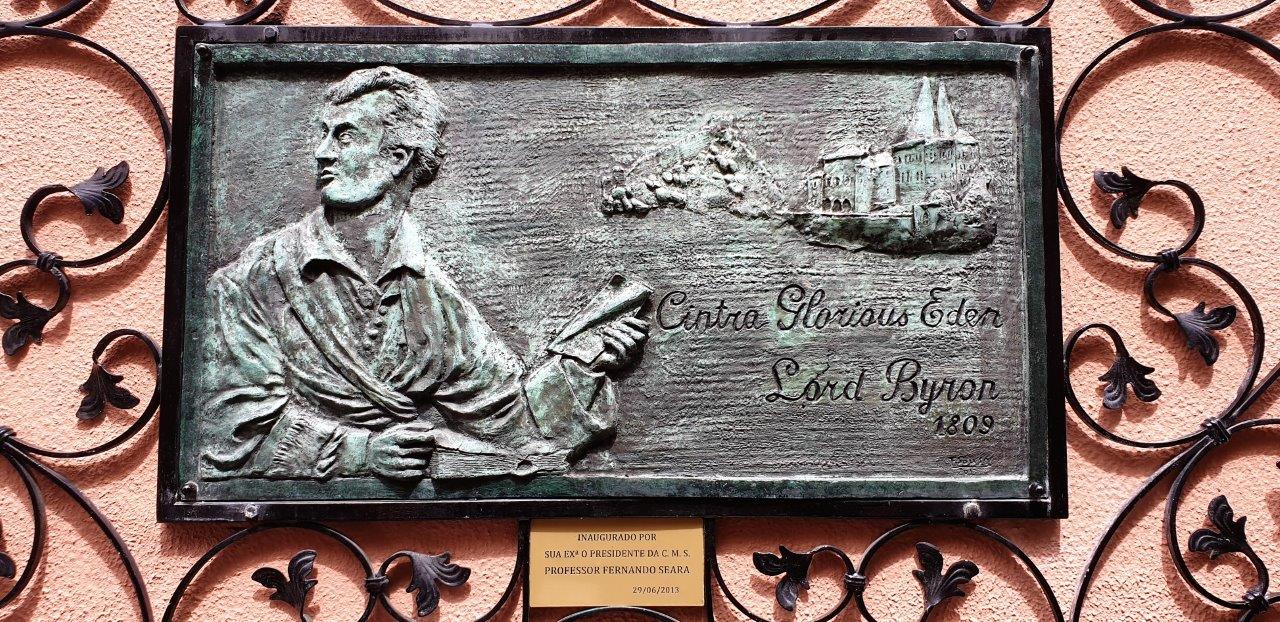 Cintra Glorious Eden
Lord Byron
1809
INAUGURADO POR
SUA EXª O PRESIDENTE DA C. M. S.
PROFESSOR FERNANDO SEARA
29/06/2013